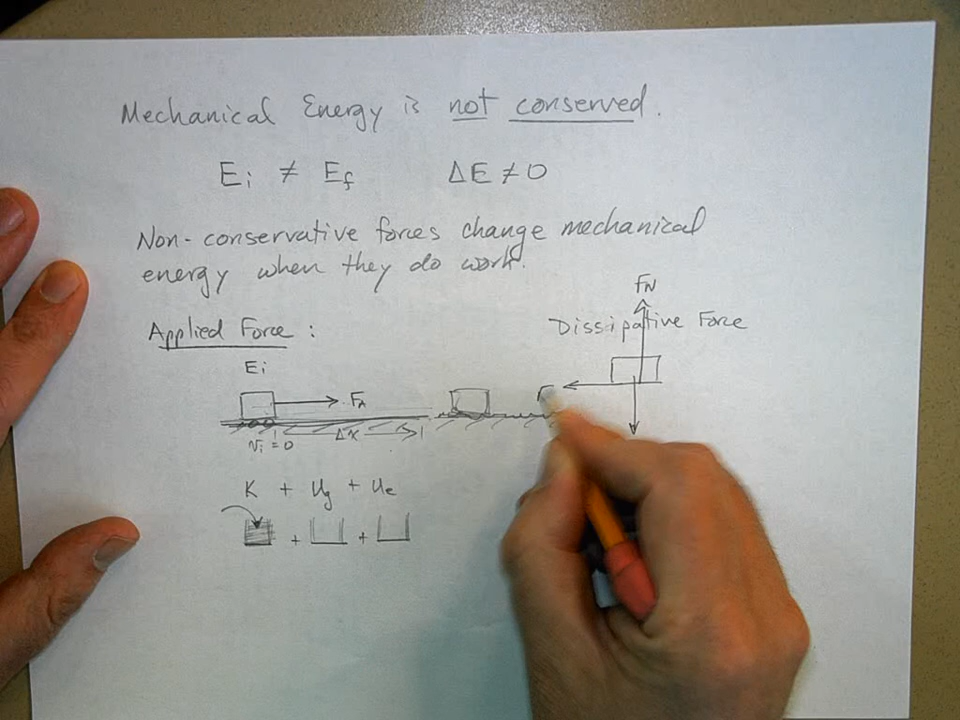 Mechanical Energy is not conserved.
Ei ≠ Ef ΔE ≠ 0
Non-conservative forces change mechanical
energy when they do work.
FN
Applied Force : Dissipative Force
Ei
FA
vi = 0 Δx
K + Ug + Ue
+ +